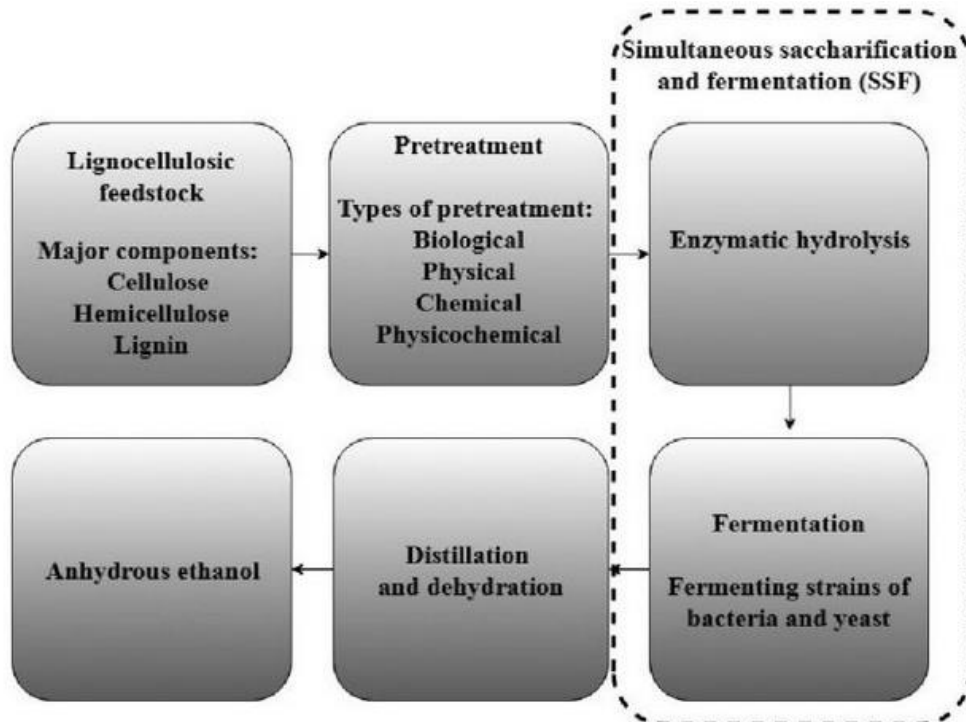 Simultaneous saccharification
and fermentation (SSF)
Lignocellulosic
feedstock
Major components:
Cellulose
Hemicellulose
Lignin
Pretreatment
Types of pretreatment:
Biological
Physical
Chemical
Physicochemical
Enzymatic hydrolysis
Fermentation
Fermenting strains of
bacteria and yeast
Distillation
and dehydration
Anhydrous ethanol